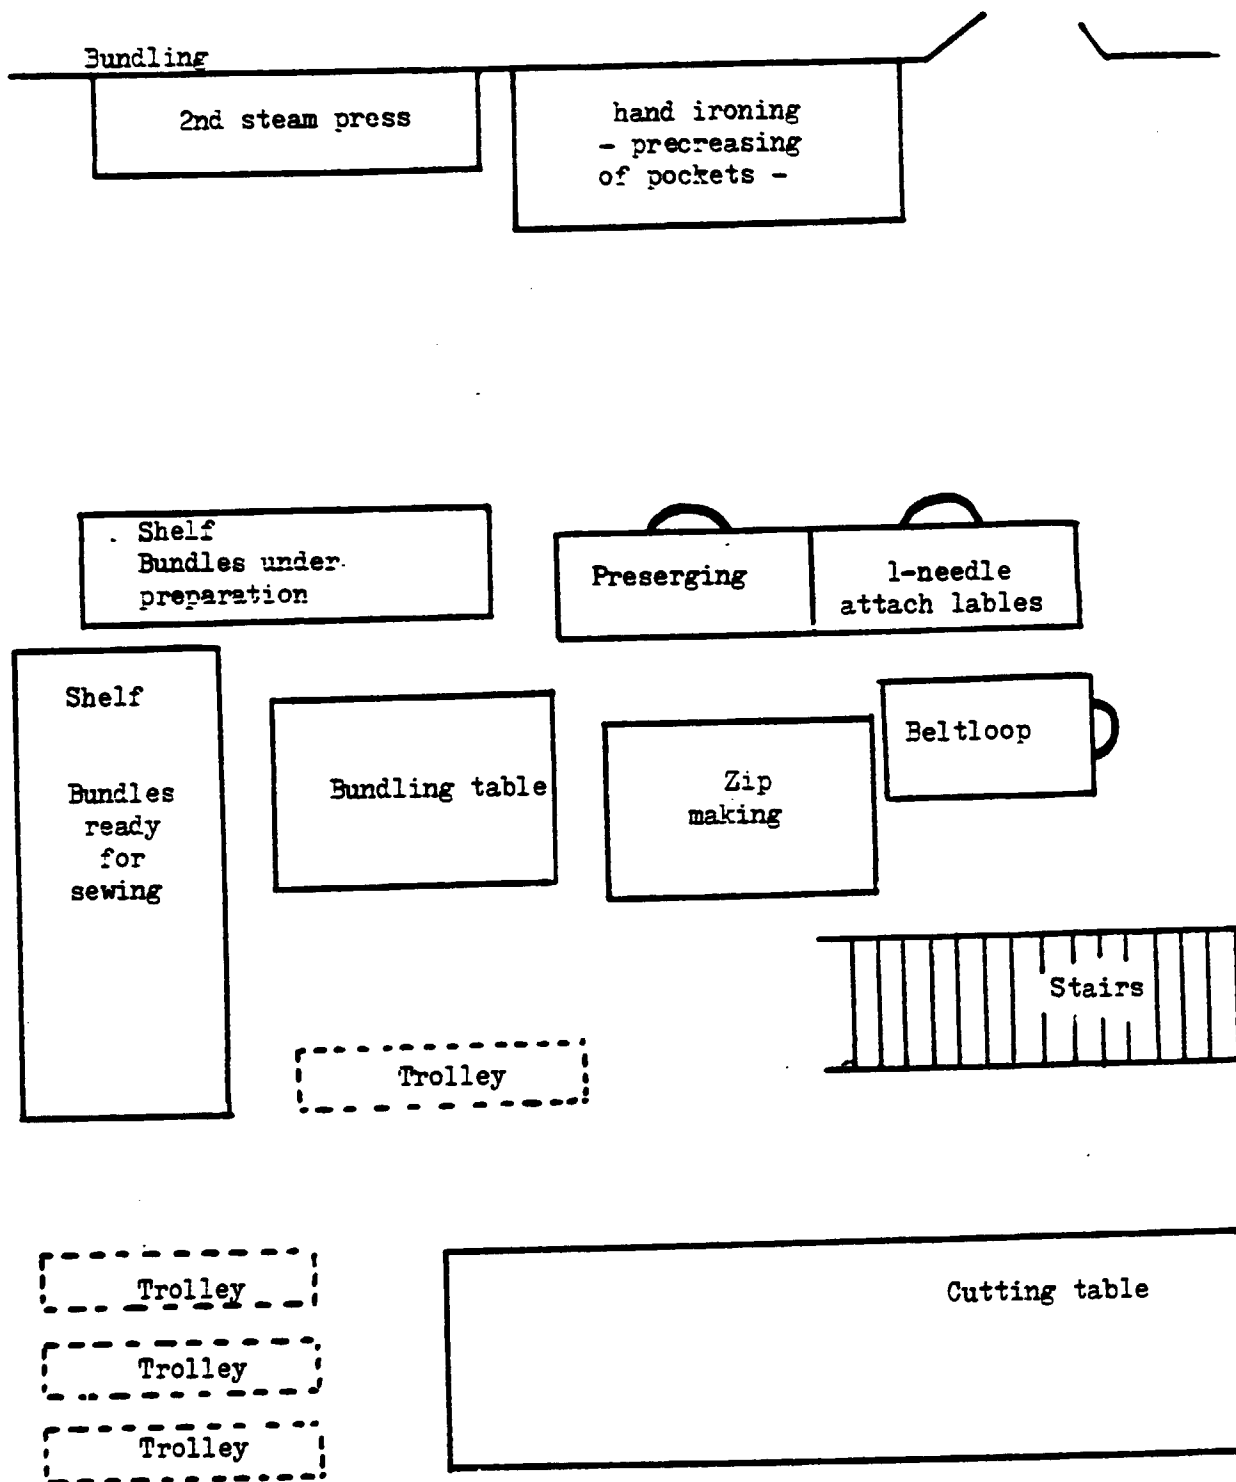 Bundling
2nd steam press
hand ironing
- precreasing
of pockets -
Shelf
Bundles under
preparation
Preserging
1-needle
attach lables
Shelf
Bundles
ready
for
sewing
Bundling table
Zip
making
Beltloop
Stairs
Trolley
Trolley
Trolley
Trolley
Cutting table